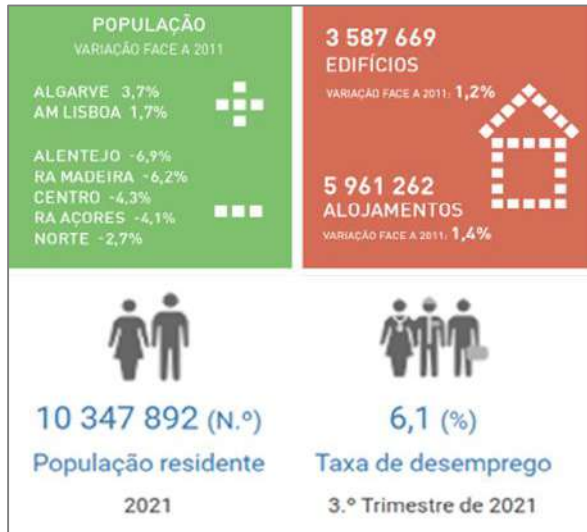 POPULAÇÃO
VARIAÇÃO FACE A 2011
ALGARVE 3,7%
AM LISBOA 1,7%
ALENTEJO -6,9%
RA MADEIRA -6,2%
CENTRO -4,3%
RA AÇORES -4,1%
NORTE -2,7%
3 587 669
EDIFÍCIOS
VARIAÇÃO FACE A 2011: 1,2%
5 961 262
ALOJAMENTOS
VARIAÇÃO FACE A 2011: 1,4%
10 347 892 (N.º)
População residente
2021
6,1 (%)
Taxa de desemprego
3.º Trimestre de 2021